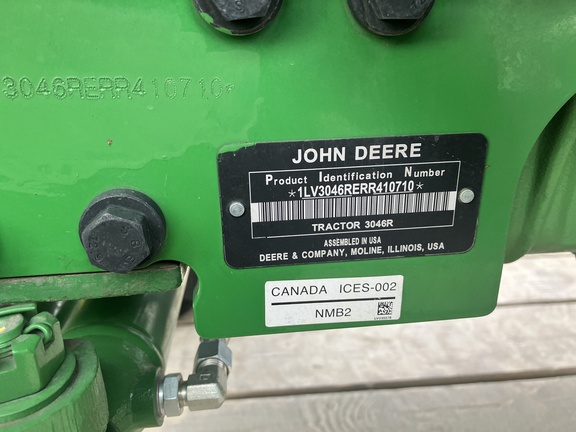 3046RERR410710*
JOHN DEERE
Product Identification Number
*1LV3046RERR410710*
TRACTOR 3046R
ASSEMBLED IN USA
DEERE & COMPANY, MOLINE, ILLINOIS, USA
CANADA ICES-002
NMB2